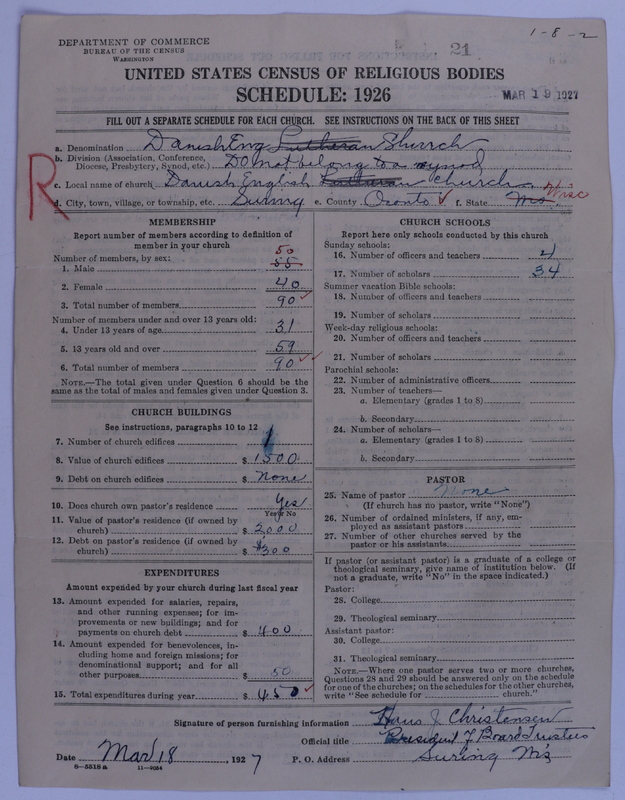 1-8-2
21
DEPARTMENT OF COMMERCE
BUREAU OF THE CENSUS
WASHINGTON
UNITED STATES CENSUS OF RELIGIOUS BODIES
SCHEDULE: 1926
MAR 19 1927
FILL OUT A SEPARATE SCHEDULE FOR EACH CHURCH. SEE INSTRUCTIONS ON THE BACK OF THIS SHEET
R
a. Denomination Danish Eng Lutheran Church
b. Division (Association, Conference, Diocese, Presbytery, Synod, etc.) Do not belong to a synod
c. Local name of church Danish English Lutheran Church
d. City, town, village, or township, etc. Suring e. County Oconto ✓ f. State Wis Wisc
MEMBERSHIP
Report number of members according to definition of
member in your church
Number of members, by sex: 50
1. Male 55
2. Female 40
3. Total number of members 90 ✓
Number of members under and over 13 years old:
4. Under 13 years of age 31
5. 13 years old and over 59
6. Total number of members 90 ✓✓
NOTE.—The total given under Question 6 should be the
same as the total of males and females given under Question 3.
CHURCH BUILDINGS
See instructions, paragraphs 10 to 12
7. Number of church edifices 1
8. Value of church edifices $ 1500
9. Debt on church edifices $ None
10. Does church own pastor's residence Yes
Yes or No
11. Value of pastor's residence (if owned by
church) $ 2000
12. Debt on pastor's residence (if owned by
church) $ $300
EXPENDITURES
Amount expended by your church during last fiscal year
13. Amount expended for salaries, repairs,
and other running expenses; for im-
provements or new buildings; and for
payments on church debt $ 400
14. Amount expended for benevolences, in-
cluding home and foreign missions; for
denominational support; and for all
other purposes $ 50
15. Total expenditures during year $ 450 ✓
CHURCH SCHOOLS
Report here only schools conducted by this church
Sunday schools:
16. Number of officers and teachers 4
17. Number of scholars 34
Summer vacation Bible schools:
18. Number of officers and teachers
19. Number of scholars
Week-day religious schools:
20. Number of officers and teachers
21. Number of scholars
Parochial schools:
22. Number of administrative officers
23. Number of teachers—
a. Elementary (grades 1 to 8)
b. Secondary
24. Number of scholars—
a. Elementary (grades 1 to 8)
b. Secondary
PASTOR
25. Name of pastor None
(If church has no pastor, write "None")
26. Number of ordained ministers, if any, em-
ployed as assistant pastors
27. Number of other churches served by the
pastor or his assistants
If pastor (or assistant pastor) is a graduate of a college or
theological seminary, give name of institution below. (If
not a graduate, write "No" in the space indicated.)
Pastor:
28. College
29. Theological seminary
Assistant pastor:
30. College
31. Theological seminary
NOTE.—Where one pastor serves two or more churches,
Questions 28 and 29 should be answered only on the schedule
for one of the churches; on the schedules for the other churches,
write "See schedule for church."
Signature of person furnishing information Hans J. Christensen
Official title President of Board Trustees
Date Mar 18, 1927 P. O. Address Suring Wis
8-5518 a 11-9054